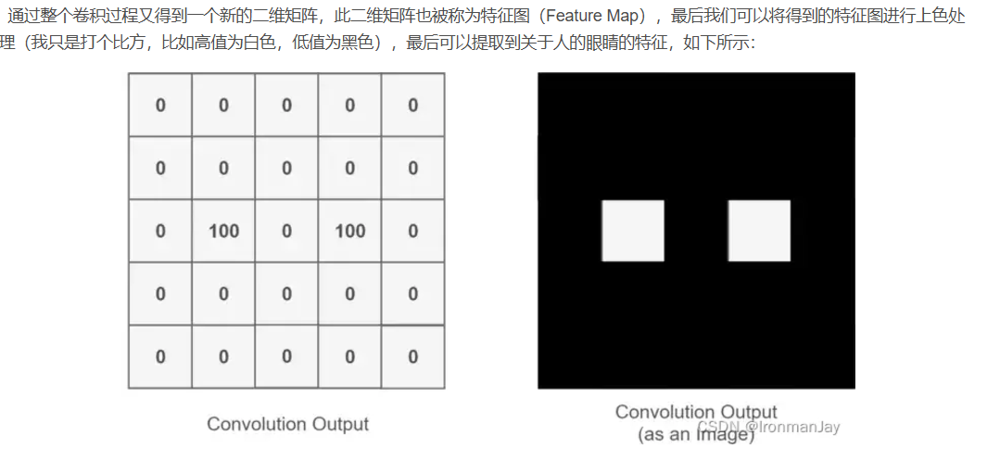 通过整个卷积过程又得到一个新的二维矩阵，此二维矩阵也被称为特征图（Feature Map），最后我们可以将得到的特征图进行上色处
理（我只是打个比方，比如高值为白色，低值为黑色），最后可以提取到关于人的眼睛的特征，如下所示：
0 0 0 0 0
0 0 0 0 0
0 100 0 100 0
0 0 0 0 0
0 0 0 0 0
Convolution Output
Convolution Output
(as an Image)
CSDN @IronmanJay